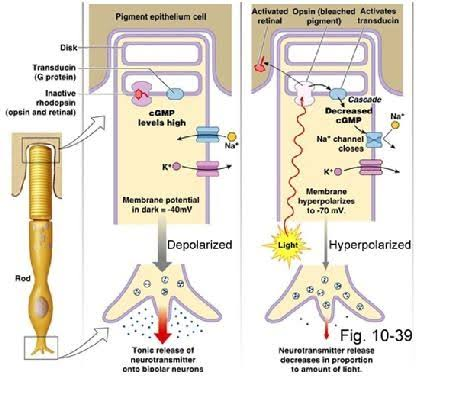 Pigment epithelium cell
Disk
Transducin
(G protein)
Inactive
rhodopsin
(opsin and retinal)
cGMP
levels high
Na+
K+
Membrane potential
in dark = -40mV
Depolarized
Rod
Tonic release of
neurotransmitter
onto bipolar neurons
Activated
retinal
Opsin (bleached
pigment)
Activates
transducin
Cascade
Decreased
cGMP
Na+ channel
closes
Na+
K+
Membrane
hyperpolarizes
to -70 mV.
Light
Hyperpolarized
Fig. 10-39
Neurotransmitter release
decreases in proportion
to amount of light.